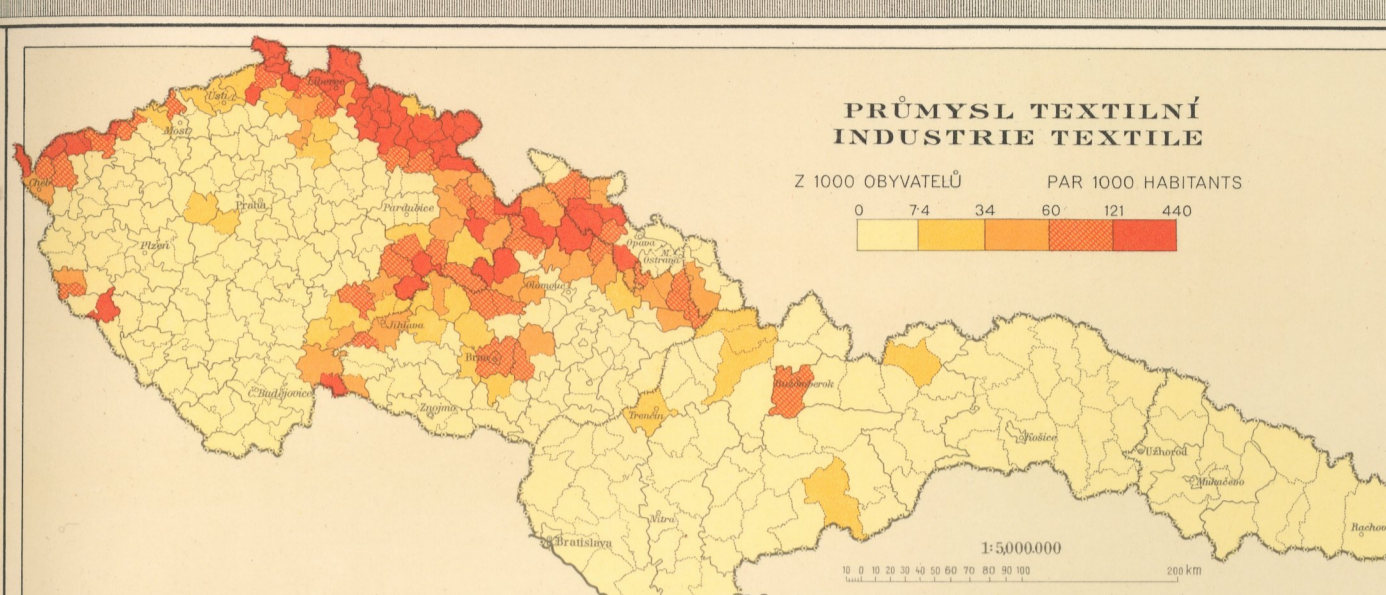 PRŮMYSL TEXTILNÍ
INDUSTRIE TEXTILE
Z 1000 OBYVATELŮ PAR 1000 HABITANTS
0 7·4 34 60 121 440
Liberec
Ústí
Most
Cheb
Praha
Pardubice
Plzeň
Opava
M. Ostrava
Olomouc
Jihlava
Brno
Ružomberok
Č. Budějovice
Znojmo
Trenčín
Košice
Užhorod
Mukačevo
Nitra
Rachov
Bratislava
1:5,000.000
10 0 10 20 30 40 50 60 70 80 90 100 200 km